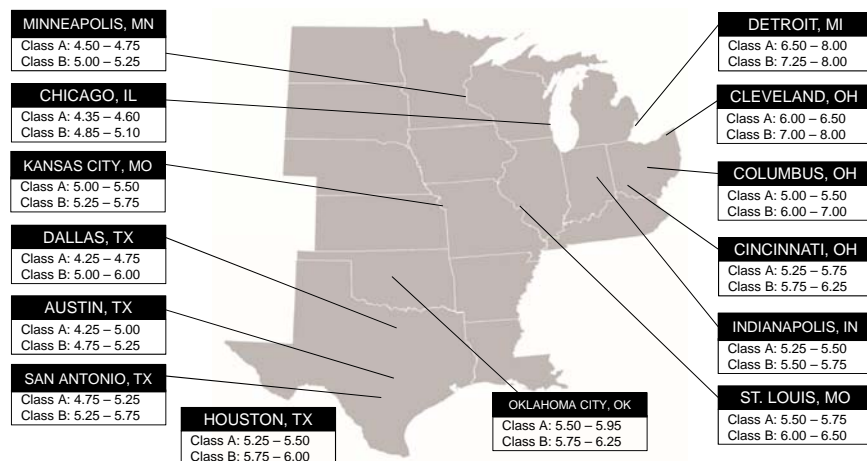 MINNEAPOLIS, MN
Class A: 4.50 – 4.75
Class B: 5.00 – 5.25
CHICAGO, IL
Class A: 4.35 – 4.60
Class B: 4.85 – 5.10
KANSAS CITY, MO
Class A: 5.00 – 5.50
Class B: 5.25 – 5.75
DALLAS, TX
Class A: 4.25 – 4.75
Class B: 5.00 – 6.00
AUSTIN, TX
Class A: 4.25 – 5.00
Class B: 4.75 – 5.25
SAN ANTONIO, TX
Class A: 4.75 – 5.25
Class B: 5.25 – 5.75
HOUSTON, TX
Class A: 5.25 – 5.50
Class B: 5.75 – 6.00
OKLAHOMA CITY, OK
Class A: 5.50 – 5.95
Class B: 5.75 – 6.25
DETROIT, MI
Class A: 6.50 – 8.00
Class B: 7.25 – 8.00
CLEVELAND, OH
Class A: 6.00 – 6.50
Class B: 7.00 – 8.00
COLUMBUS, OH
Class A: 5.00 – 5.50
Class B: 6.00 – 7.00
CINCINNATI, OH
Class A: 5.25 – 5.75
Class B: 5.75 – 6.25
INDIANAPOLIS, IN
Class A: 5.25 – 5.50
Class B: 5.50 – 5.75
ST. LOUIS, MO
Class A: 5.50 – 5.75
Class B: 6.00 – 6.50